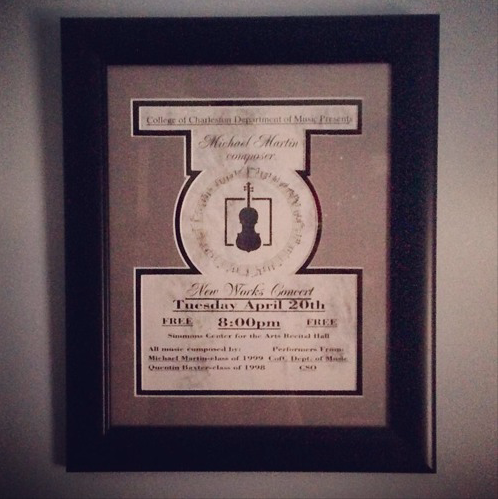 College of Charleston Department of Music Presents
Michael Martin
composer
New Works Concert
Tuesday April 20th
FREE 8:00pm FREE
Simmons Center for the Arts Recital Hall
All music composed by: Performers From:
Michael Martin-class of 1999 CofC Dept. of Music
Quentin Baxter-class of 1998 CSO